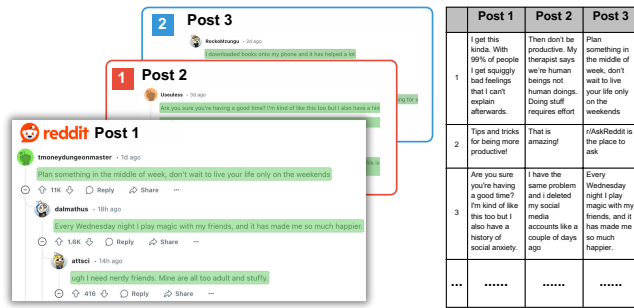 2 Post 3
RockoMzungu • 2d ago
I downloaded books onto my phone and it has helped a lot
1 Post 2
Useuless • 3d ago
Are you sure you're having a good time? I'm kind of like this too but I also have a his
ing for
his is
reddit Post 1
tmoneydungeonmaster • 1d ago
Plan something in the middle of week, don't wait to live your life only on the weekends
11K Reply Share ...
dalmathus • 18h ago
Every Wednesday night I play magic with my friends, and it has made me so much happier.
1.6K Reply Share ...
attsci • 14h ago
ugh I need nerdy friends. Mine are all too adult and stuffy.
416 Reply Share ...
Post 1 Post 2 Post 3
1
I get this
kinda. With
99% of people
I get squiggly
bad feelings
that I can't
explain
afterwards.
Then don't be
productive. My
therapist says
we're human
beings not
human doings.
Doing stuff
requires effort
Plan
something in
the middle of
week, don't
wait to live
your life only
on the
weekends
2
Tips and tricks
for being more
productive!
That is
amazing!
r/AskReddit is
the place to
ask
3
Are you sure
you're having
a good time?
I'm kind of like
this too but I
also have a
history of
social anxiety.
I have the
same problem
and i deleted
my social
media
accounts like a
couple of days
ago
Every
Wednesday
night I play
magic with my
friends, and it
has made me
so much
happier.
... ...... ...... ......